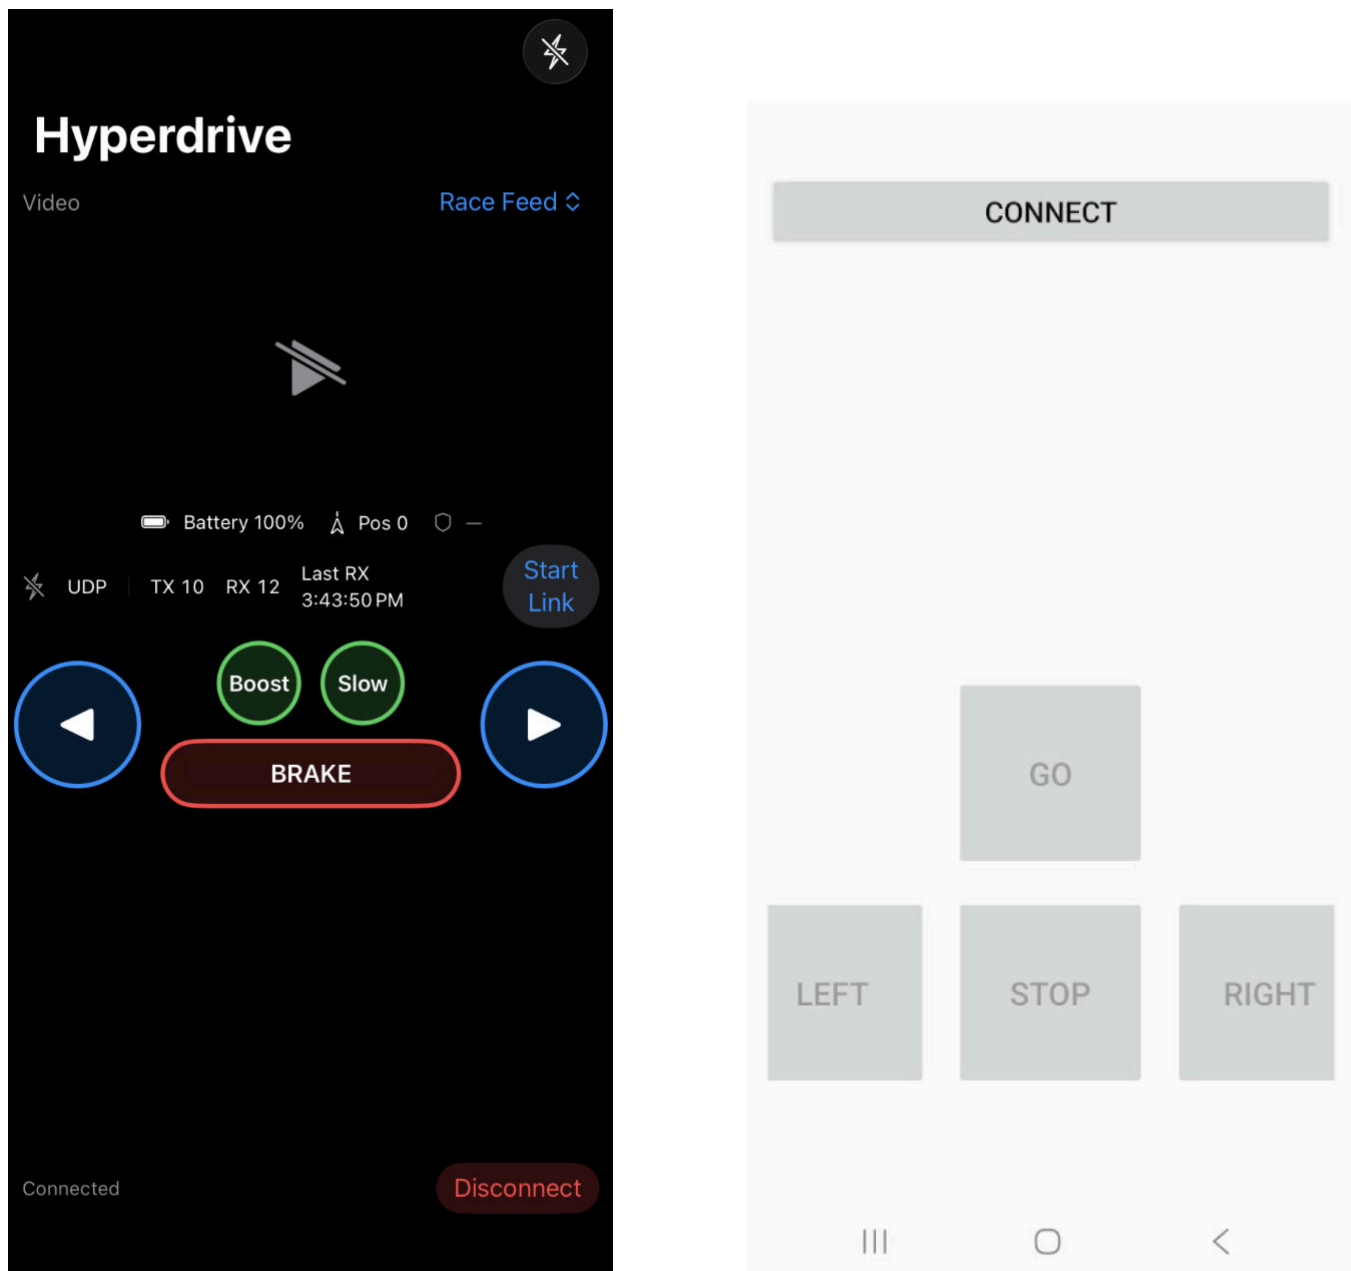 Hyperdrive
Video
Race Feed
Battery 100%
Pos 0
—
UDP
TX 10
RX 12
Last RX
3:43:50 PM
Start
Link
Boost
Slow
BRAKE
Connected
Disconnect
CONNECT
GO
LEFT
STOP
RIGHT